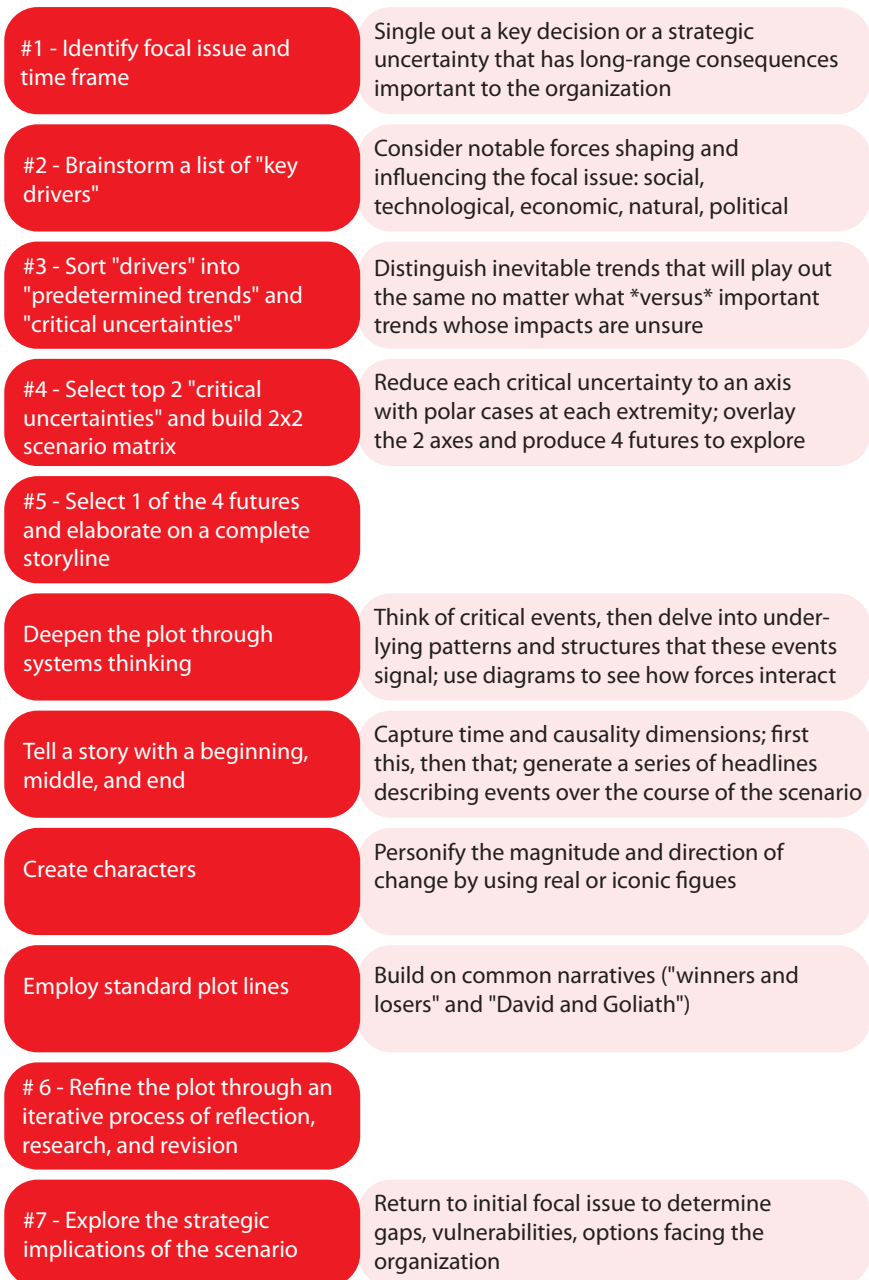 #1 - Identify focal issue and
time frame
Single out a key decision or a strategic
uncertainty that has long-range consequences
important to the organization
#2 - Brainstorm a list of "key
drivers"
Consider notable forces shaping and
influencing the focal issue: social,
technological, economic, natural, political
#3 - Sort "drivers" into
"predetermined trends" and
"critical uncertainties"
Distinguish inevitable trends that will play out
the same no matter what *versus* important
trends whose impacts are unsure
#4 - Select top 2 "critical
uncertainties" and build 2x2
scenario matrix
Reduce each critical uncertainty to an axis
with polar cases at each extremity; overlay
the 2 axes and produce 4 futures to explore
#5 - Select 1 of the 4 futures
and elaborate on a complete
storyline
Deepen the plot through
systems thinking
Think of critical events, then delve into under-
lying patterns and structures that these events
signal; use diagrams to see how forces interact
Tell a story with a beginning,
middle, and end
Capture time and causality dimensions; first
this, then that; generate a series of headlines
describing events over the course of the scenario
Create characters
Personify the magnitude and direction of
change by using real or iconic figues
Employ standard plot lines
Build on common narratives ("winners and
losers" and "David and Goliath")
# 6 - Refine the plot through an
iterative process of reflection,
research, and revision
#7 - Explore the strategic
implications of the scenario
Return to initial focal issue to determine
gaps, vulnerabilities, options facing the
organization